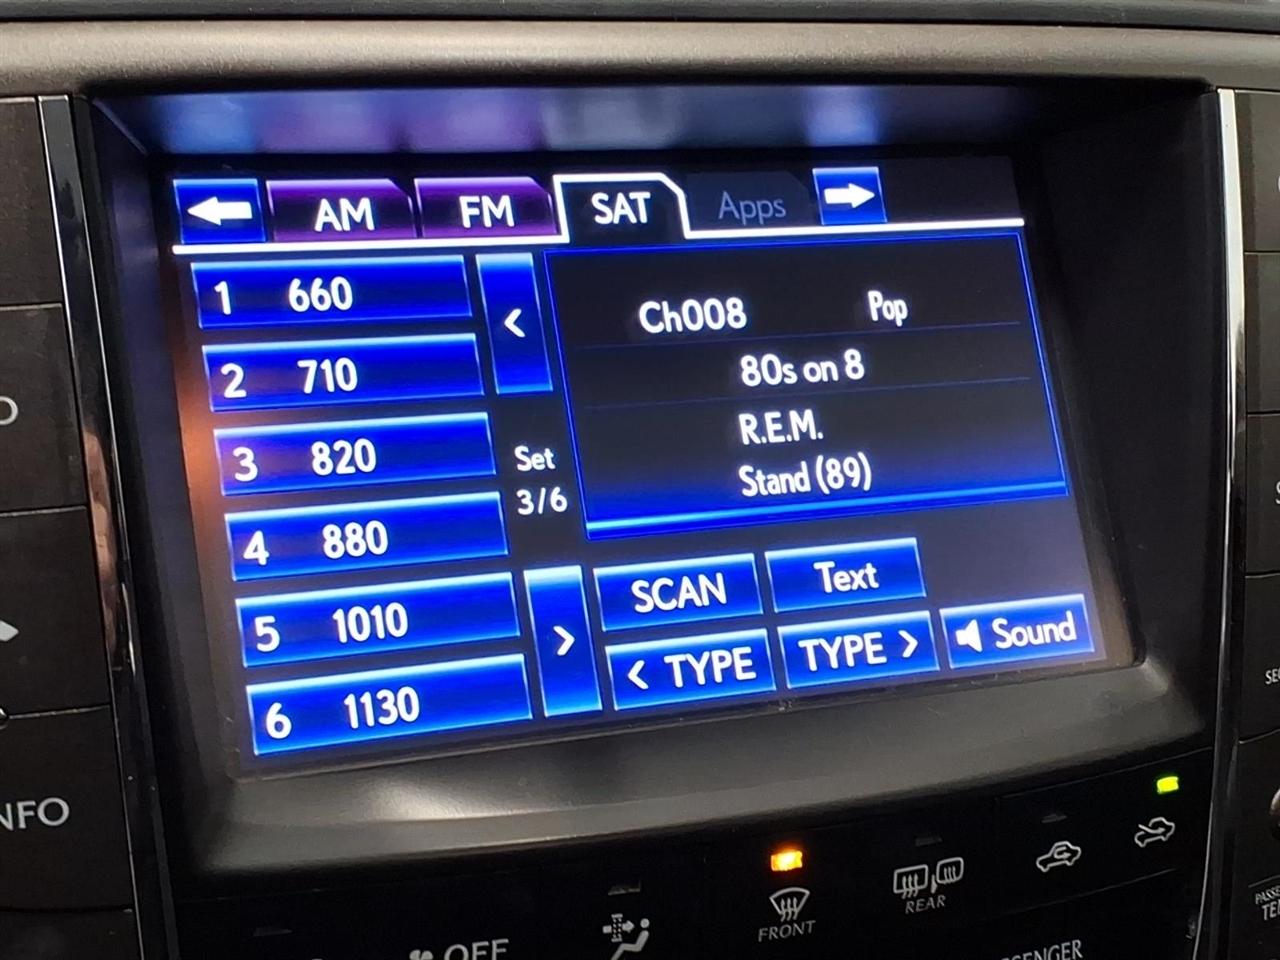 AM FM SAT Apps
1 660
2 710
3 820
4 880
5 1010
6 1130
<
Set
3/6
>
Ch008 Pop
80s on 8
R.E.M.
Stand (89)
SCAN Text
< TYPE TYPE > Sound
OFF
FRONT
REAR